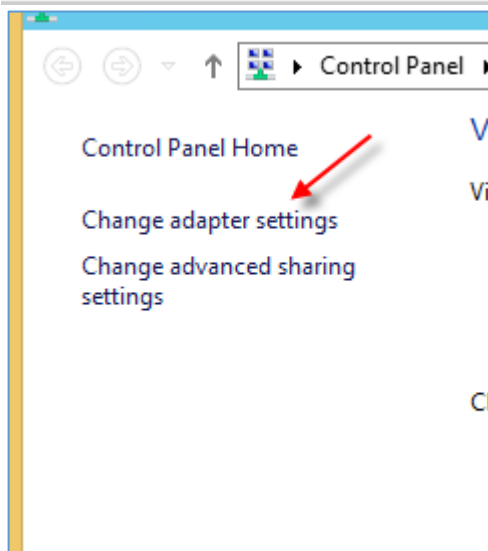 Control Panel
Control Panel Home
Change adapter settings
Change advanced sharing
settings